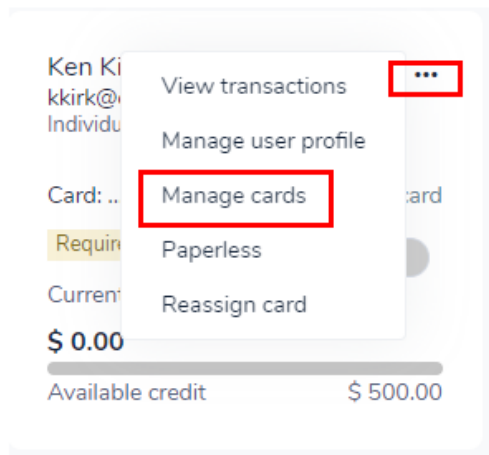 Ken Ki
•••
kkirk@
Individu
View transactions
Manage user profile
Card: .. Manage cards card
Require
Paperless
Current
Reassign card
$ 0.00
Available credit $ 500.00